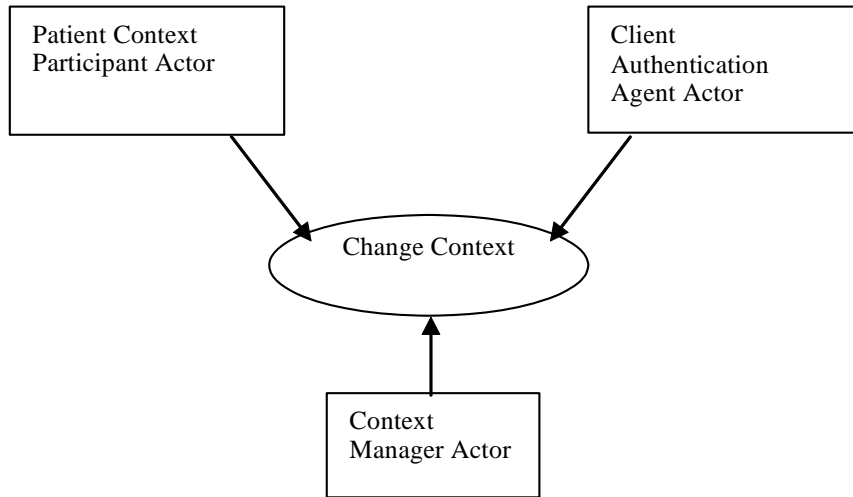 Patient Context
Participant Actor
Client
Authentication
Agent Actor
Change Context
Context
Manager Actor